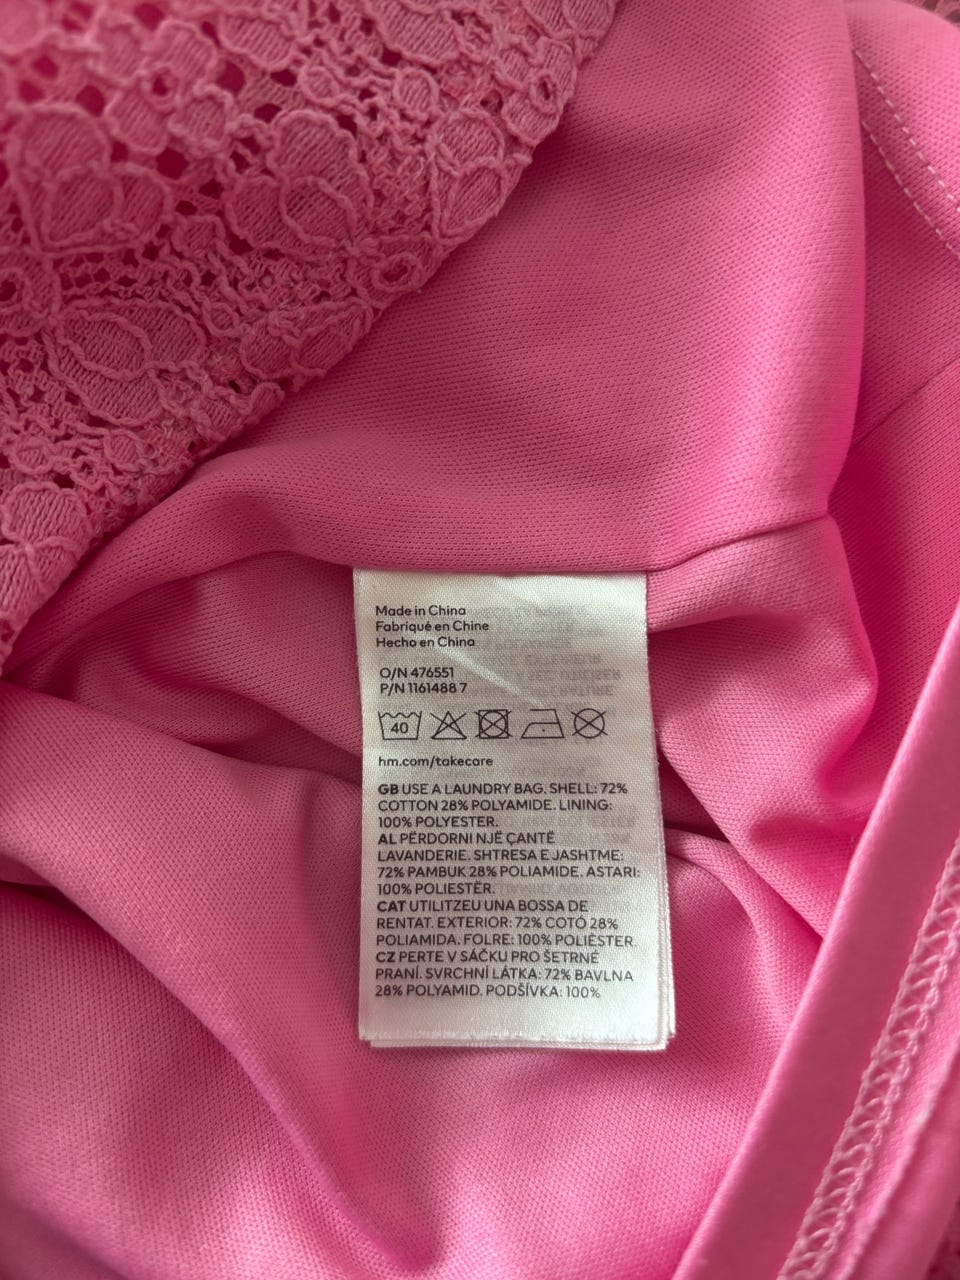 Made in China
Fabriqué en Chine
Hecho en China
O/N 476551
P/N 1161488 7
40
hm.com/takecare
GB USE A LAUNDRY BAG. SHELL: 72%
COTTON 28% POLYAMIDE. LINING:
100% POLYESTER.
AL PËRDORNI NJË ÇANTË
LAVANDERIE. SHTRESA E JASHTME:
72% PAMBUK 28% POLIAMIDE. ASTARI:
100% POLIESTËR.
CAT UTILITZEU UNA BOSSA DE
RENTAT. EXTERIOR: 72% COTÓ 28%
POLIAMIDA. FOLRE: 100% POLIÈSTER
CZ PERTE V SÁČKU PRO ŠETRNÉ
PRANÍ. SVRCHNÍ LÁTKA: 72% BAVLNA
28% POLYAMID. PODŠÍVKA: 100%